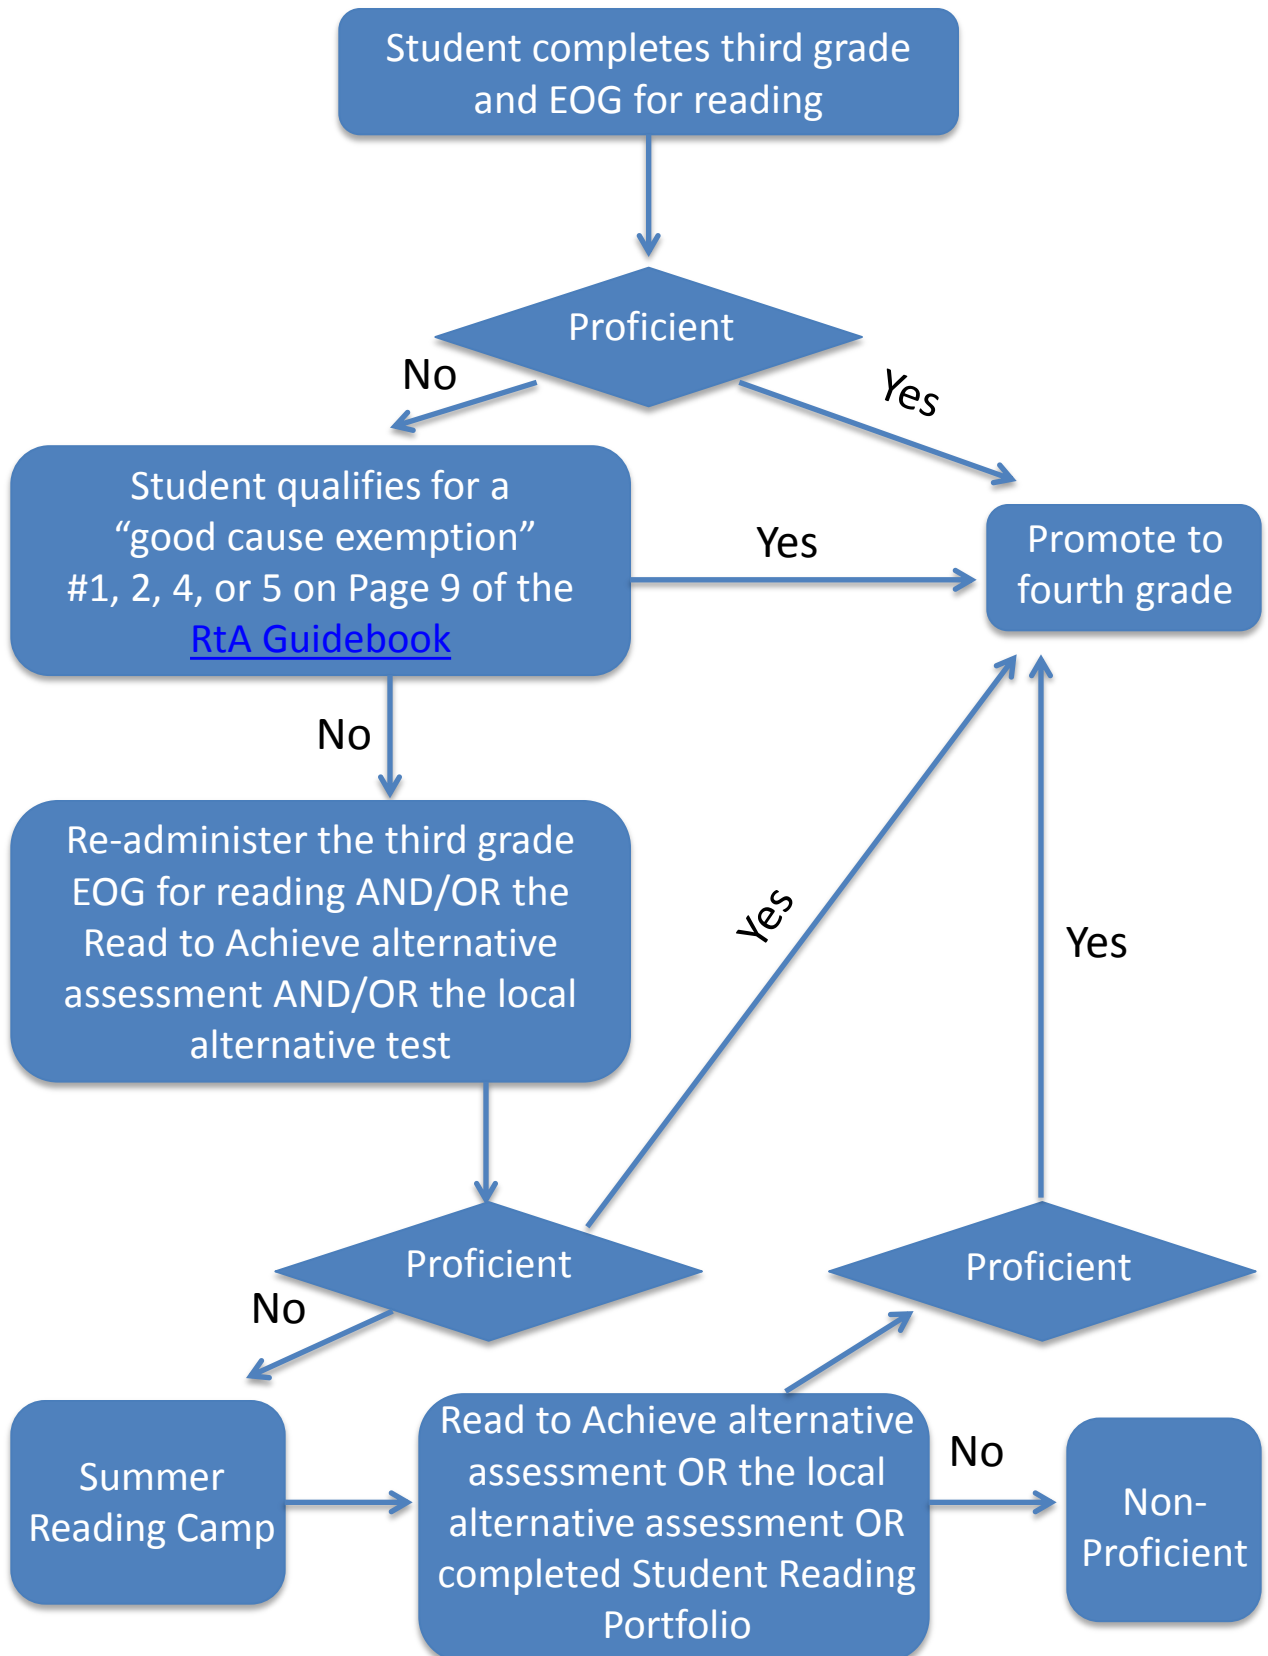 Student completes third grade
and EOG for reading
Proficient
No
Yes
Student qualifies for a
“good cause exemption”
#1, 2, 4, or 5 on Page 9 of the
RtA Guidebook
Yes
Promote to
fourth grade
No
Re-administer the third grade
EOG for reading AND/OR the
Read to Achieve alternative
assessment AND/OR the local
alternative test
Yes
Yes
Proficient
Proficient
No
Summer
Reading Camp
Read to Achieve alternative
assessment OR the local
alternative assessment OR
completed Student Reading
Portfolio
No
Non-
Proficient